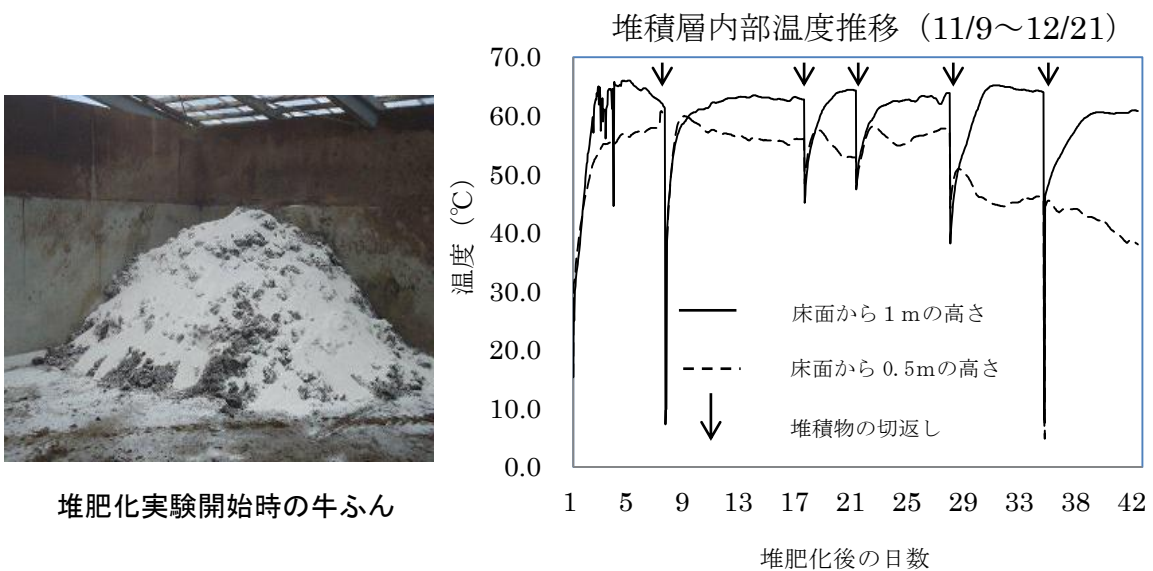 堆積層内部温度推移（11/9～12/21）
70.0
60.0
50.0
40.0
30.0
20.0
10.0
0.0
温度（℃）
床面から１ｍの高さ
床面から 0.5ｍの高さ
堆積物の切返し
1 5 9 13 17 21 25 29 33 38 42
堆肥化後の日数
堆肥化実験開始時の牛ふん